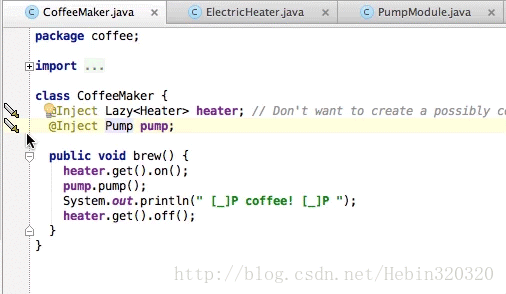 CoffeeMaker.java × ElectricHeater.java × PumpModule.java ×
package coffee;
import ...
class CoffeeMaker {
@Inject Lazy<Heater> heater; // Don't want to create a possibly
@Inject Pump pump;
public void brew() {
heater.get().on();
pump.pump();
System.out.println(" [_]P coffee! [_]P ");
heater.get().off();
}
}
http://blog.csdn.net/Hebin320320